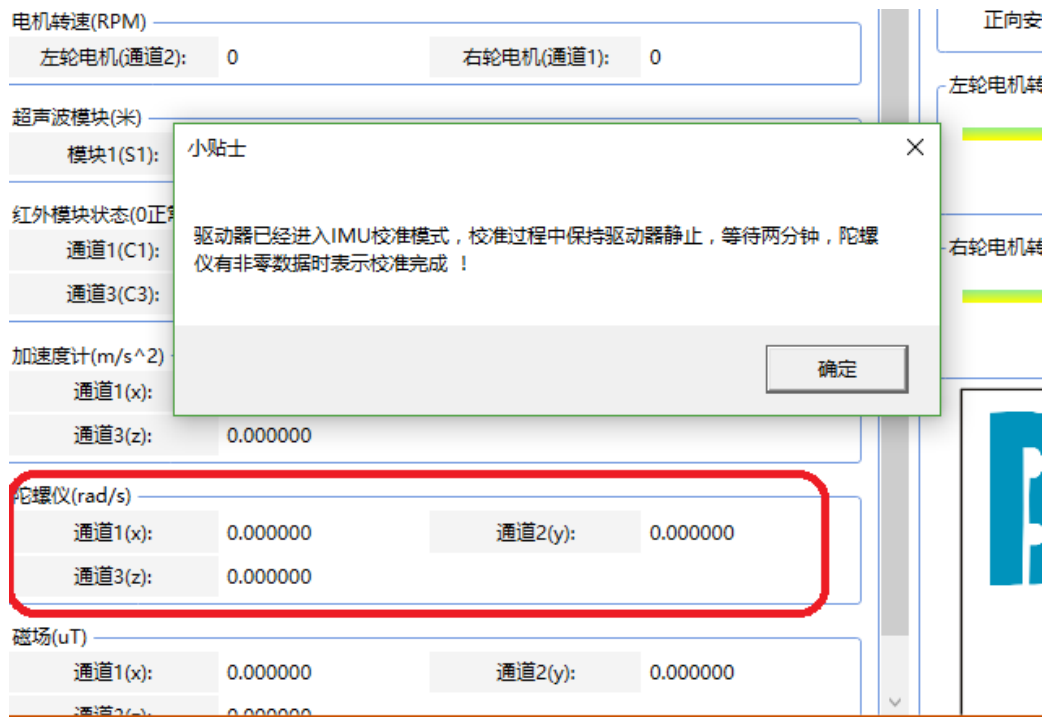 电机转速(RPM)
左轮电机(通道2): 0 右轮电机(通道1): 0
超声波模块(米)
模块1(S1):
红外模块状态(0正
通道1(C1):
通道3(C3):
加速度计(m/s^2)
通道1(x):
通道3(z): 0.000000
陀螺仪(rad/s)
通道1(x): 0.000000 通道2(y): 0.000000
通道3(z): 0.000000
磁场(uT)
通道1(x): 0.000000 通道2(y): 0.000000
小贴士
驱动器已经进入IMU校准模式，校准过程中保持驱动器静止，等待两分钟，陀螺
仪有非零数据时表示校准完成 ！
确定
正向安
左轮电机转
右轮电机转